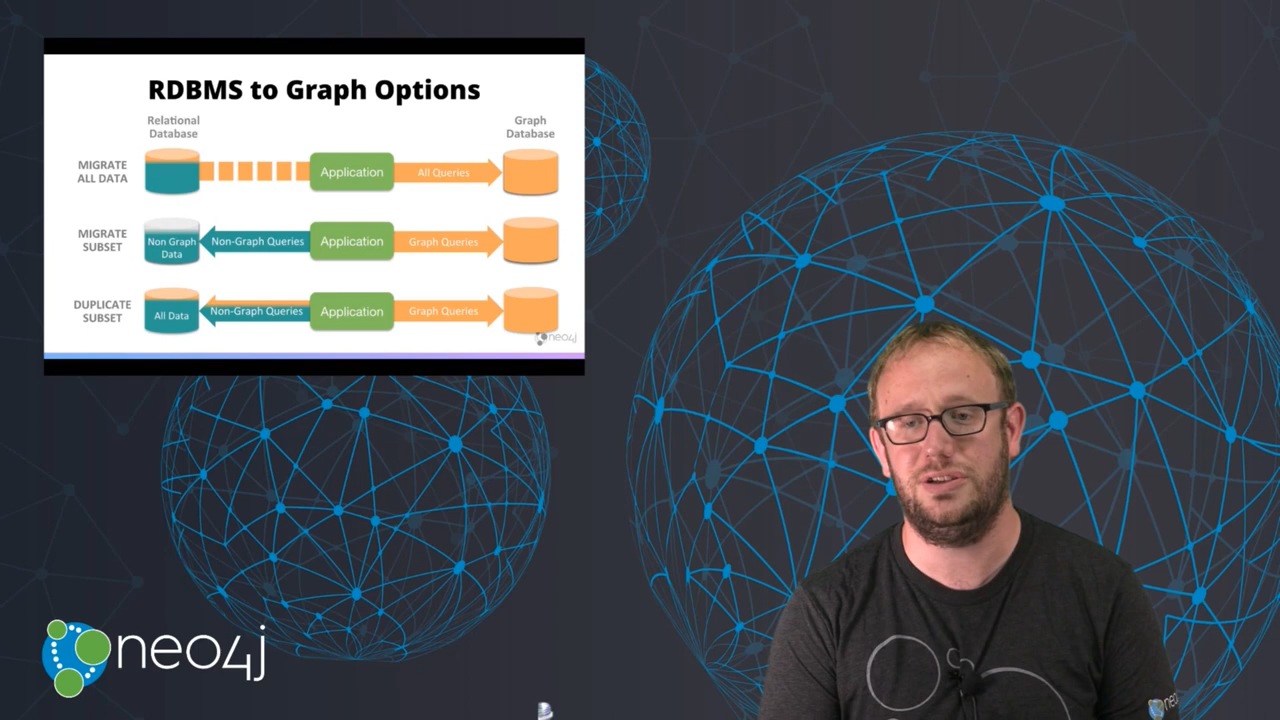 RDBMS to Graph Options
Relational
Database
Graph
Database
MIGRATE
ALL DATA
Application
All Queries
MIGRATE
SUBSET
Non Graph
Data
Non-Graph Queries
Application
Graph Queries
DUPLICATE
SUBSET
All Data
Non-Graph Queries
Application
Graph Queries
neo4j
neo4j
neo